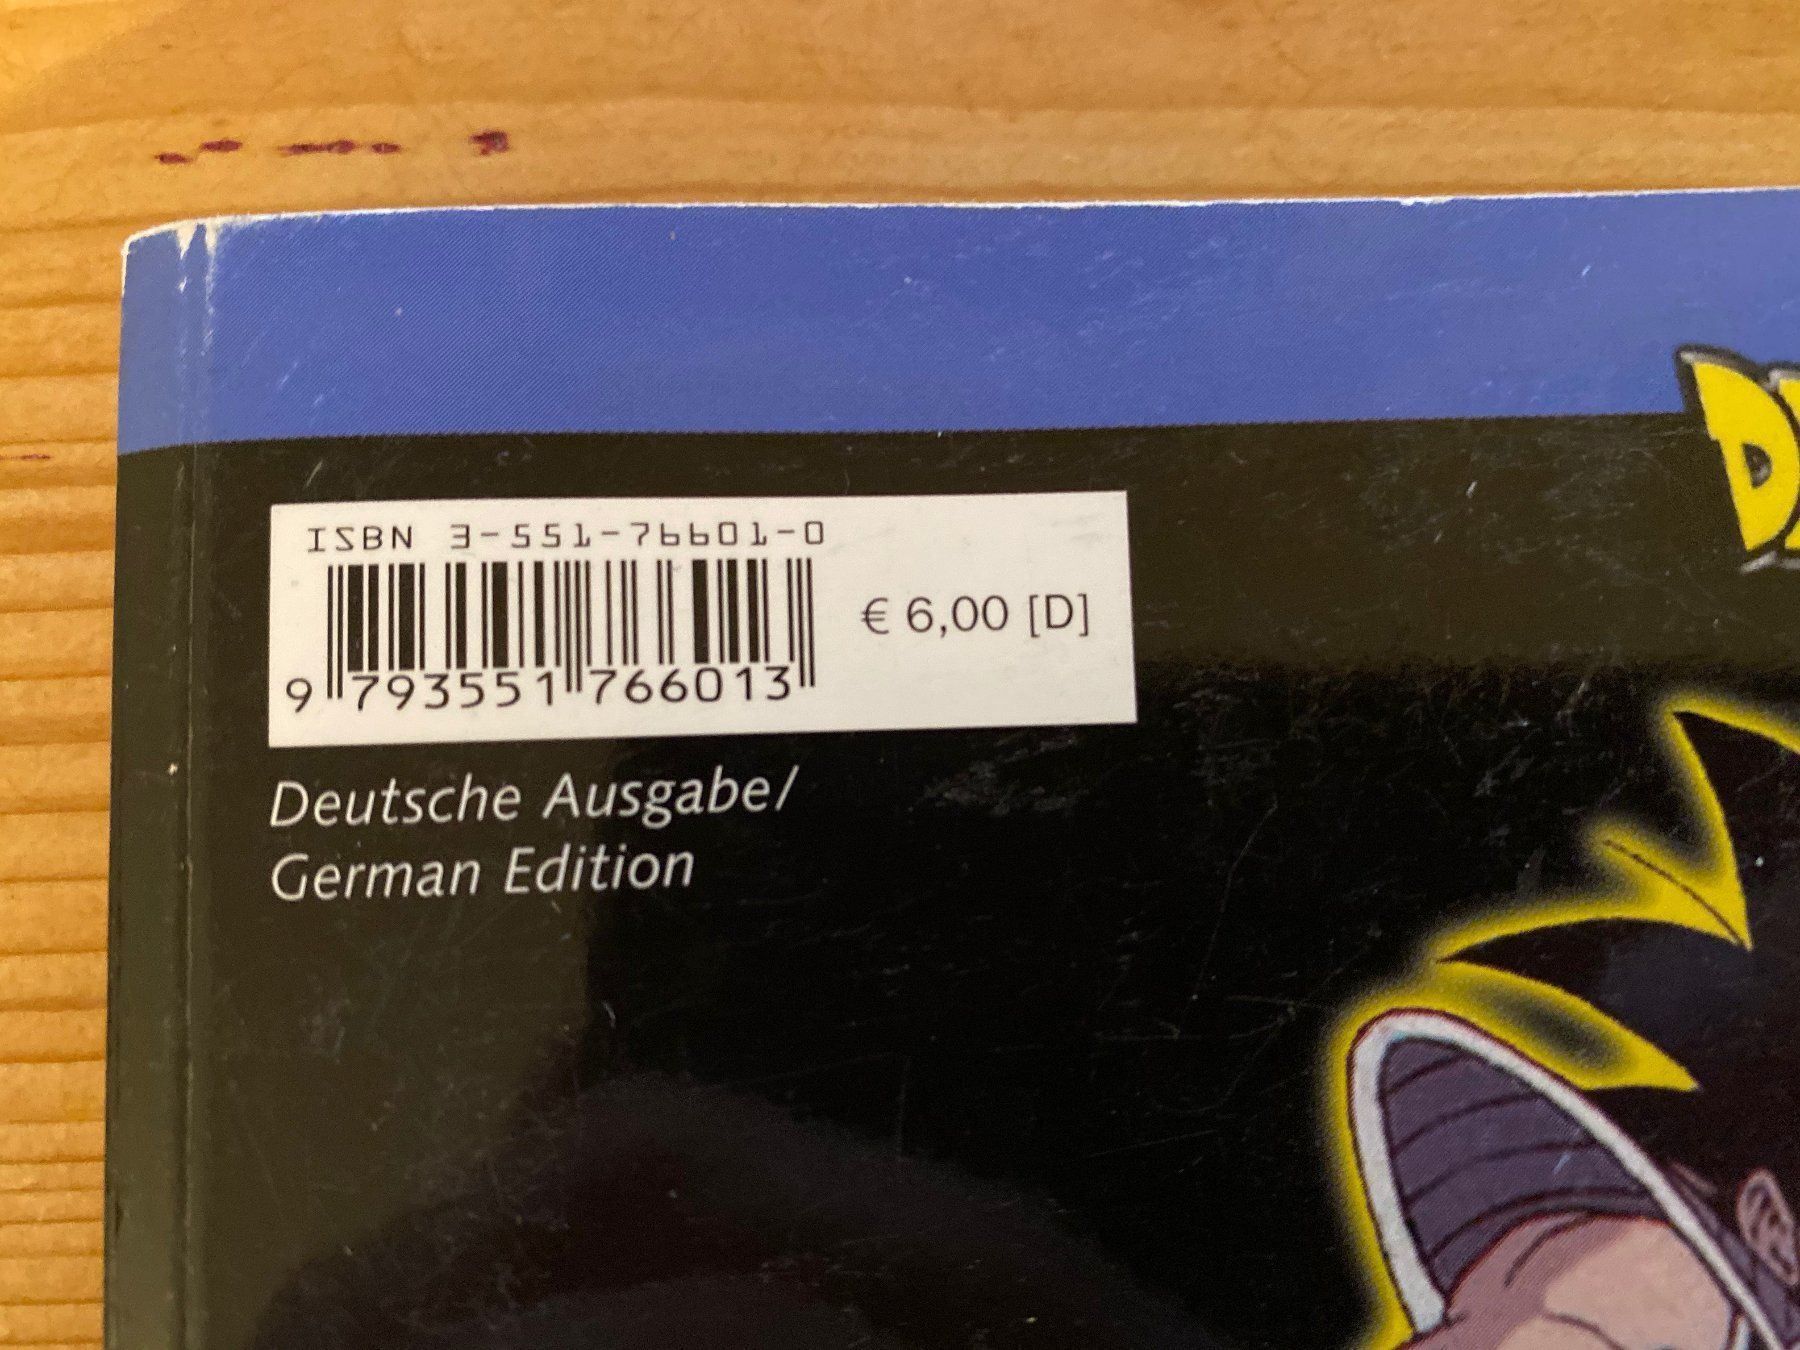 ISBN 3-551-76601-0
€ 6,00 [D]
9 793551 766013
Deutsche Ausgabe/
German Edition